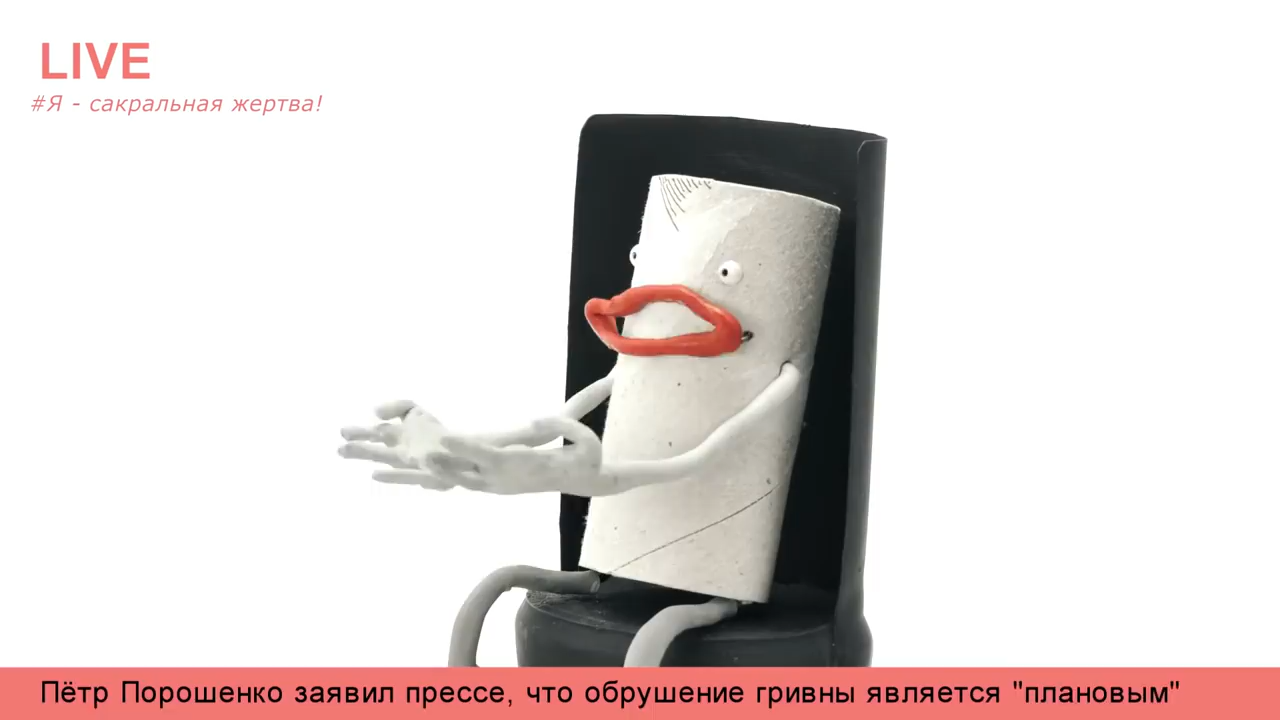 LIVE
#Я - сакральная жертва!
Пётр Порошенко заявил прессе, что обрушение гривны является "плановым"